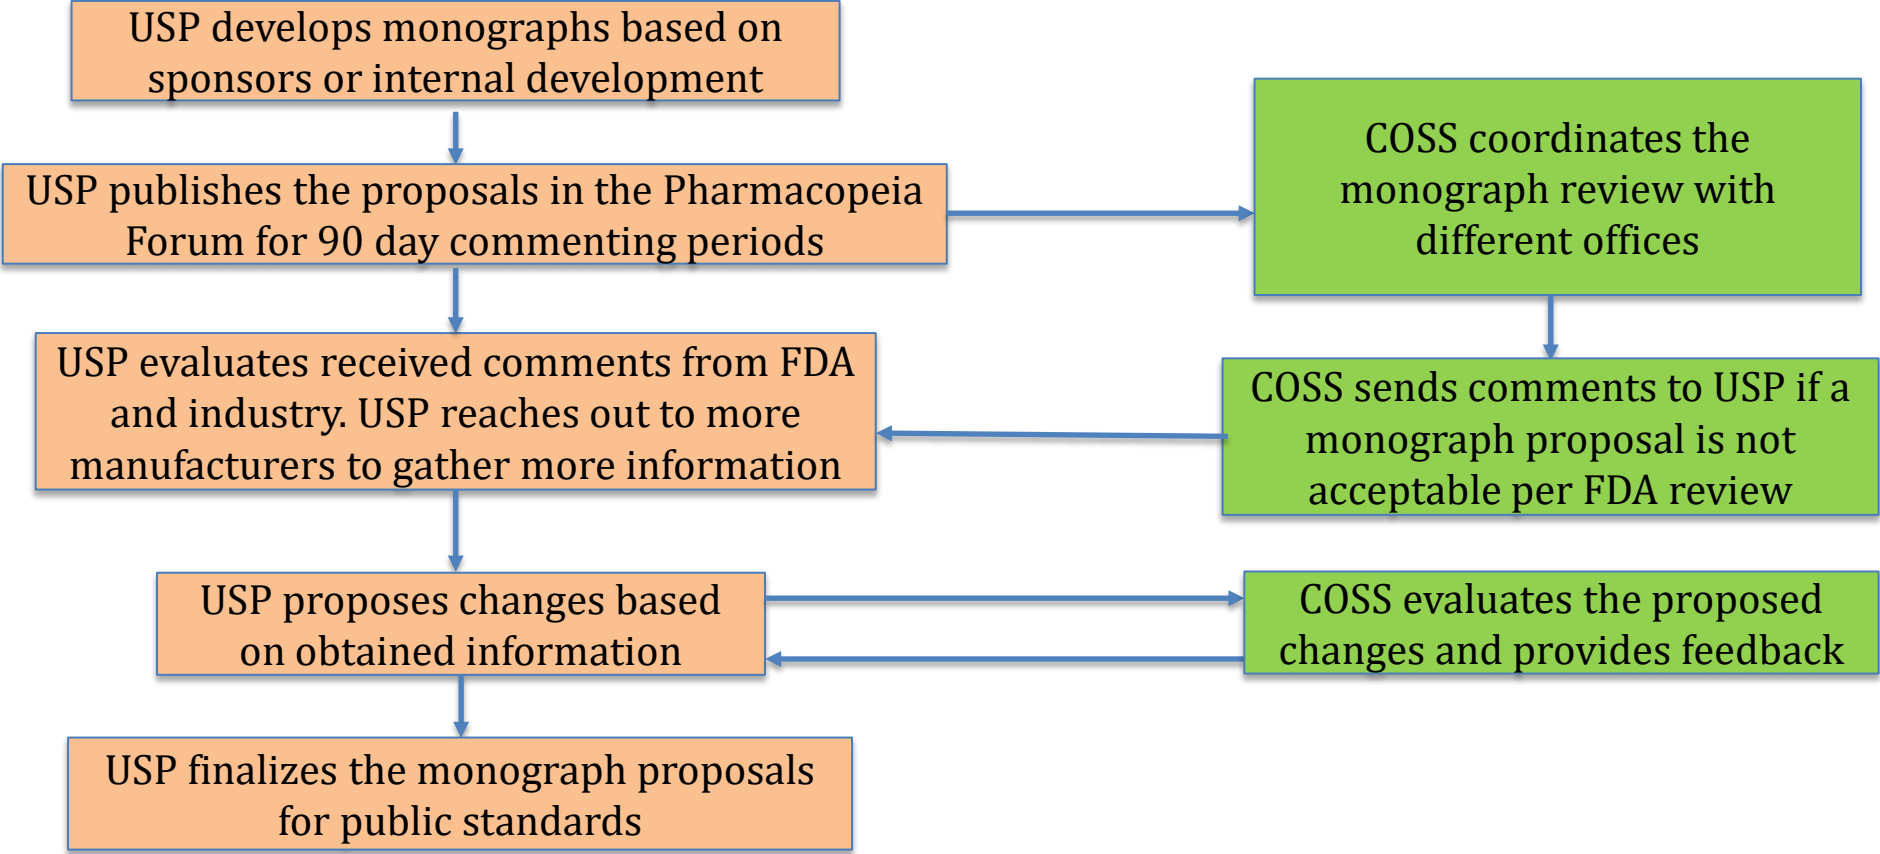 USP develops monographs based on
sponsors or internal development
USP publishes the proposals in the Pharmacopeia
Forum for 90 day commenting periods
COSS coordinates the
monograph review with
different offices
USP evaluates received comments from FDA
and industry. USP reaches out to more
manufacturers to gather more information
COSS sends comments to USP if a
monograph proposal is not
acceptable per FDA review
USP proposes changes based
on obtained information
COSS evaluates the proposed
changes and provides feedback
USP finalizes the monograph proposals
for public standards